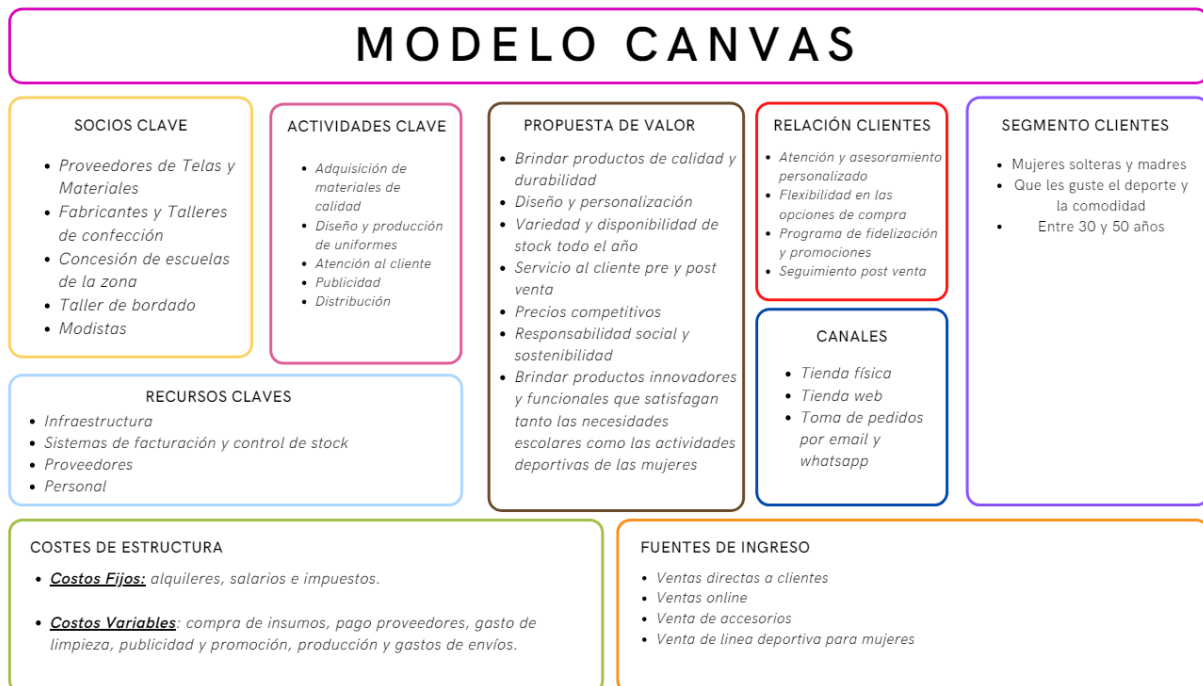 MODELO CANVAS
SOCIOS CLAVE
• Proveedores de Telas y
Materiales
• Fabricantes y Talleres
de confección
• Concesión de escuelas
de la zona
• Taller de bordado
• Modistas
ACTIVIDADES CLAVE
• Adquisición de
materiales de
calidad
• Diseño y producción
de uniformes
• Atención al cliente
• Publicidad
• Distribución
PROPUESTA DE VALOR
• Brindar productos de calidad y
durabilidad
• Diseño y personalización
• Variedad y disponibilidad de
stock todo el año
• Servicio al cliente pre y post
venta
• Precios competitivos
• Responsabilidad social y
sostenibilidad
• Brindar productos innovadores
y funcionales que satisfagan
tanto las necesidades
escolares como las actividades
deportivas de las mujeres
RELACIÓN CLIENTES
• Atención y asesoramiento
personalizado
• Flexibilidad en las
opciones de compra
• Programa de fidelización
y promociones
• Seguimiento post venta
SEGMENTO CLIENTES
• Mujeres solteras y madres
• Que les guste el deporte y
la comodidad
• Entre 30 y 50 años
CANALES
• Tienda física
• Tienda web
• Toma de pedidos
por email y
whatsapp
RECURSOS CLAVES
• Infraestructura
• Sistemas de facturación y control de stock
• Proveedores
• Personal
COSTES DE ESTRUCTURA
• Costos Fijos: alquileres, salarios e impuestos.
• Costos Variables: compra de insumos, pago proveedores, gasto de
limpieza, publicidad y promoción, producción y gastos de envíos.
FUENTES DE INGRESO
• Ventas directas a clientes
• Ventas online
• Venta de accesorios
• Venta de linea deportiva para mujeres